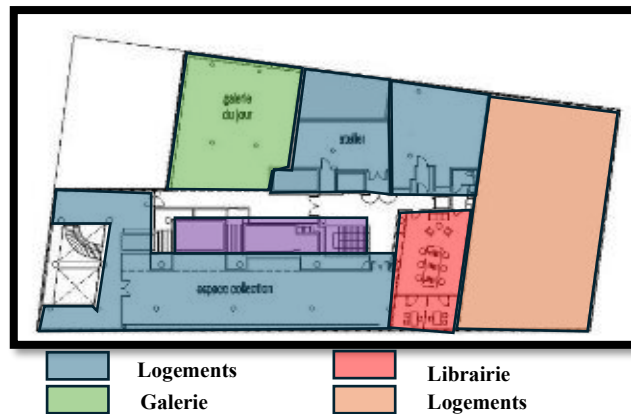 galerie
du jour
atelier
espace collection
Logements
Librairie
Galerie
Logements